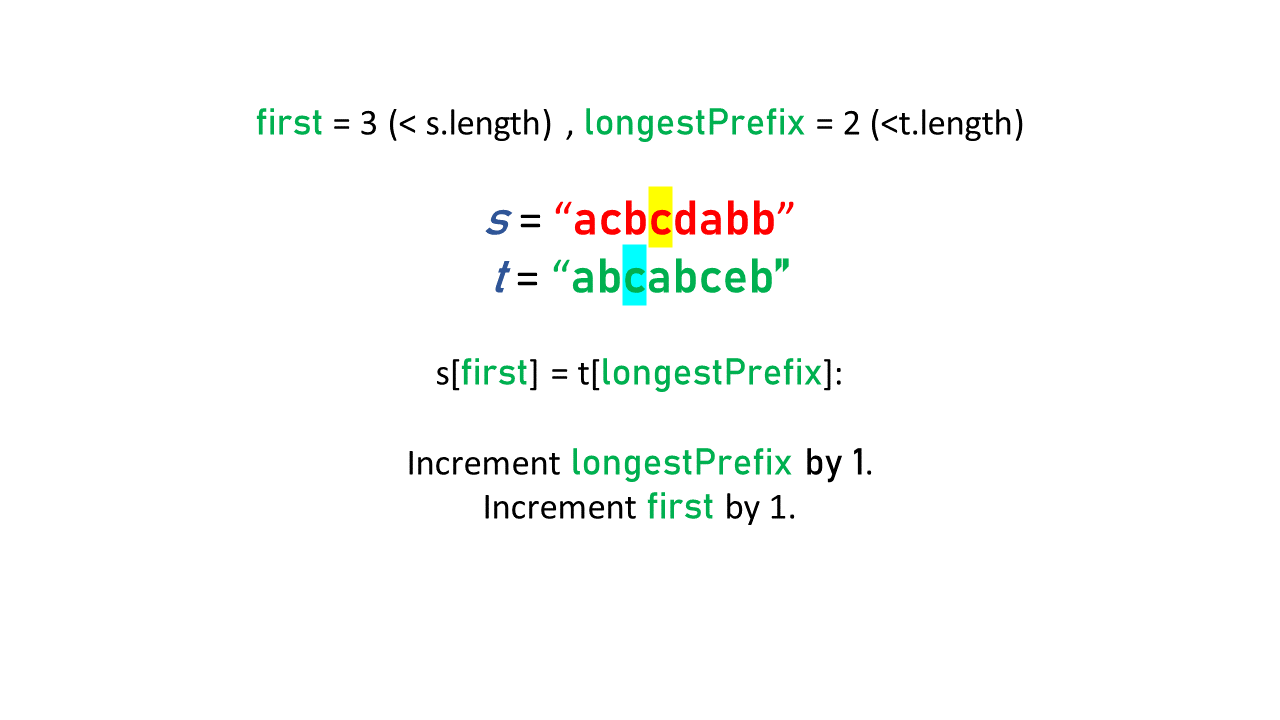 first = 3 (< s.length) , longestPrefix = 2 (<t.length)
s = “acbcdabb”
t = “abcabceb”
s[first] = t[longestPrefix]:
Increment longestPrefix by 1.
Increment first by 1.